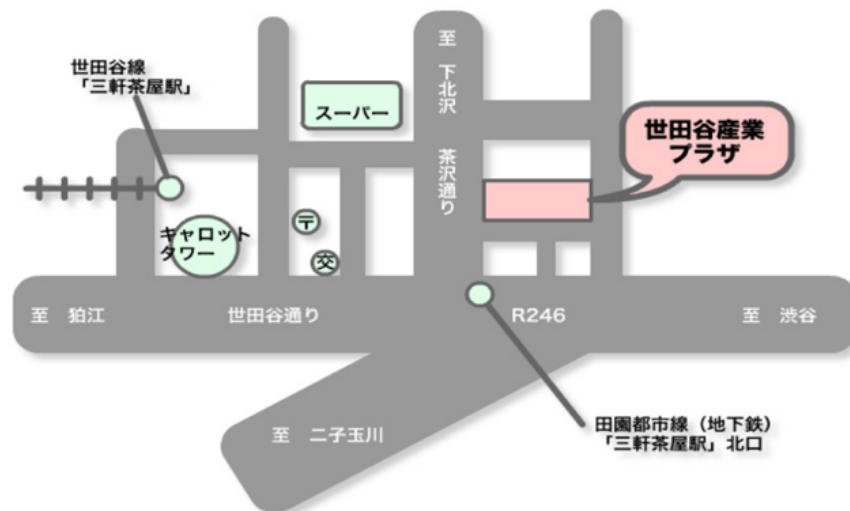 世田谷線
「三軒茶屋駅」
スーパー
至 下北沢
茶沢通り
世田谷産業
プラザ
〒
交
キャロット
タワー
至 狛江
世田谷通り
R246
至 渋谷
至 二子玉川
田園都市線（地下鉄）
「三軒茶屋駅」北口